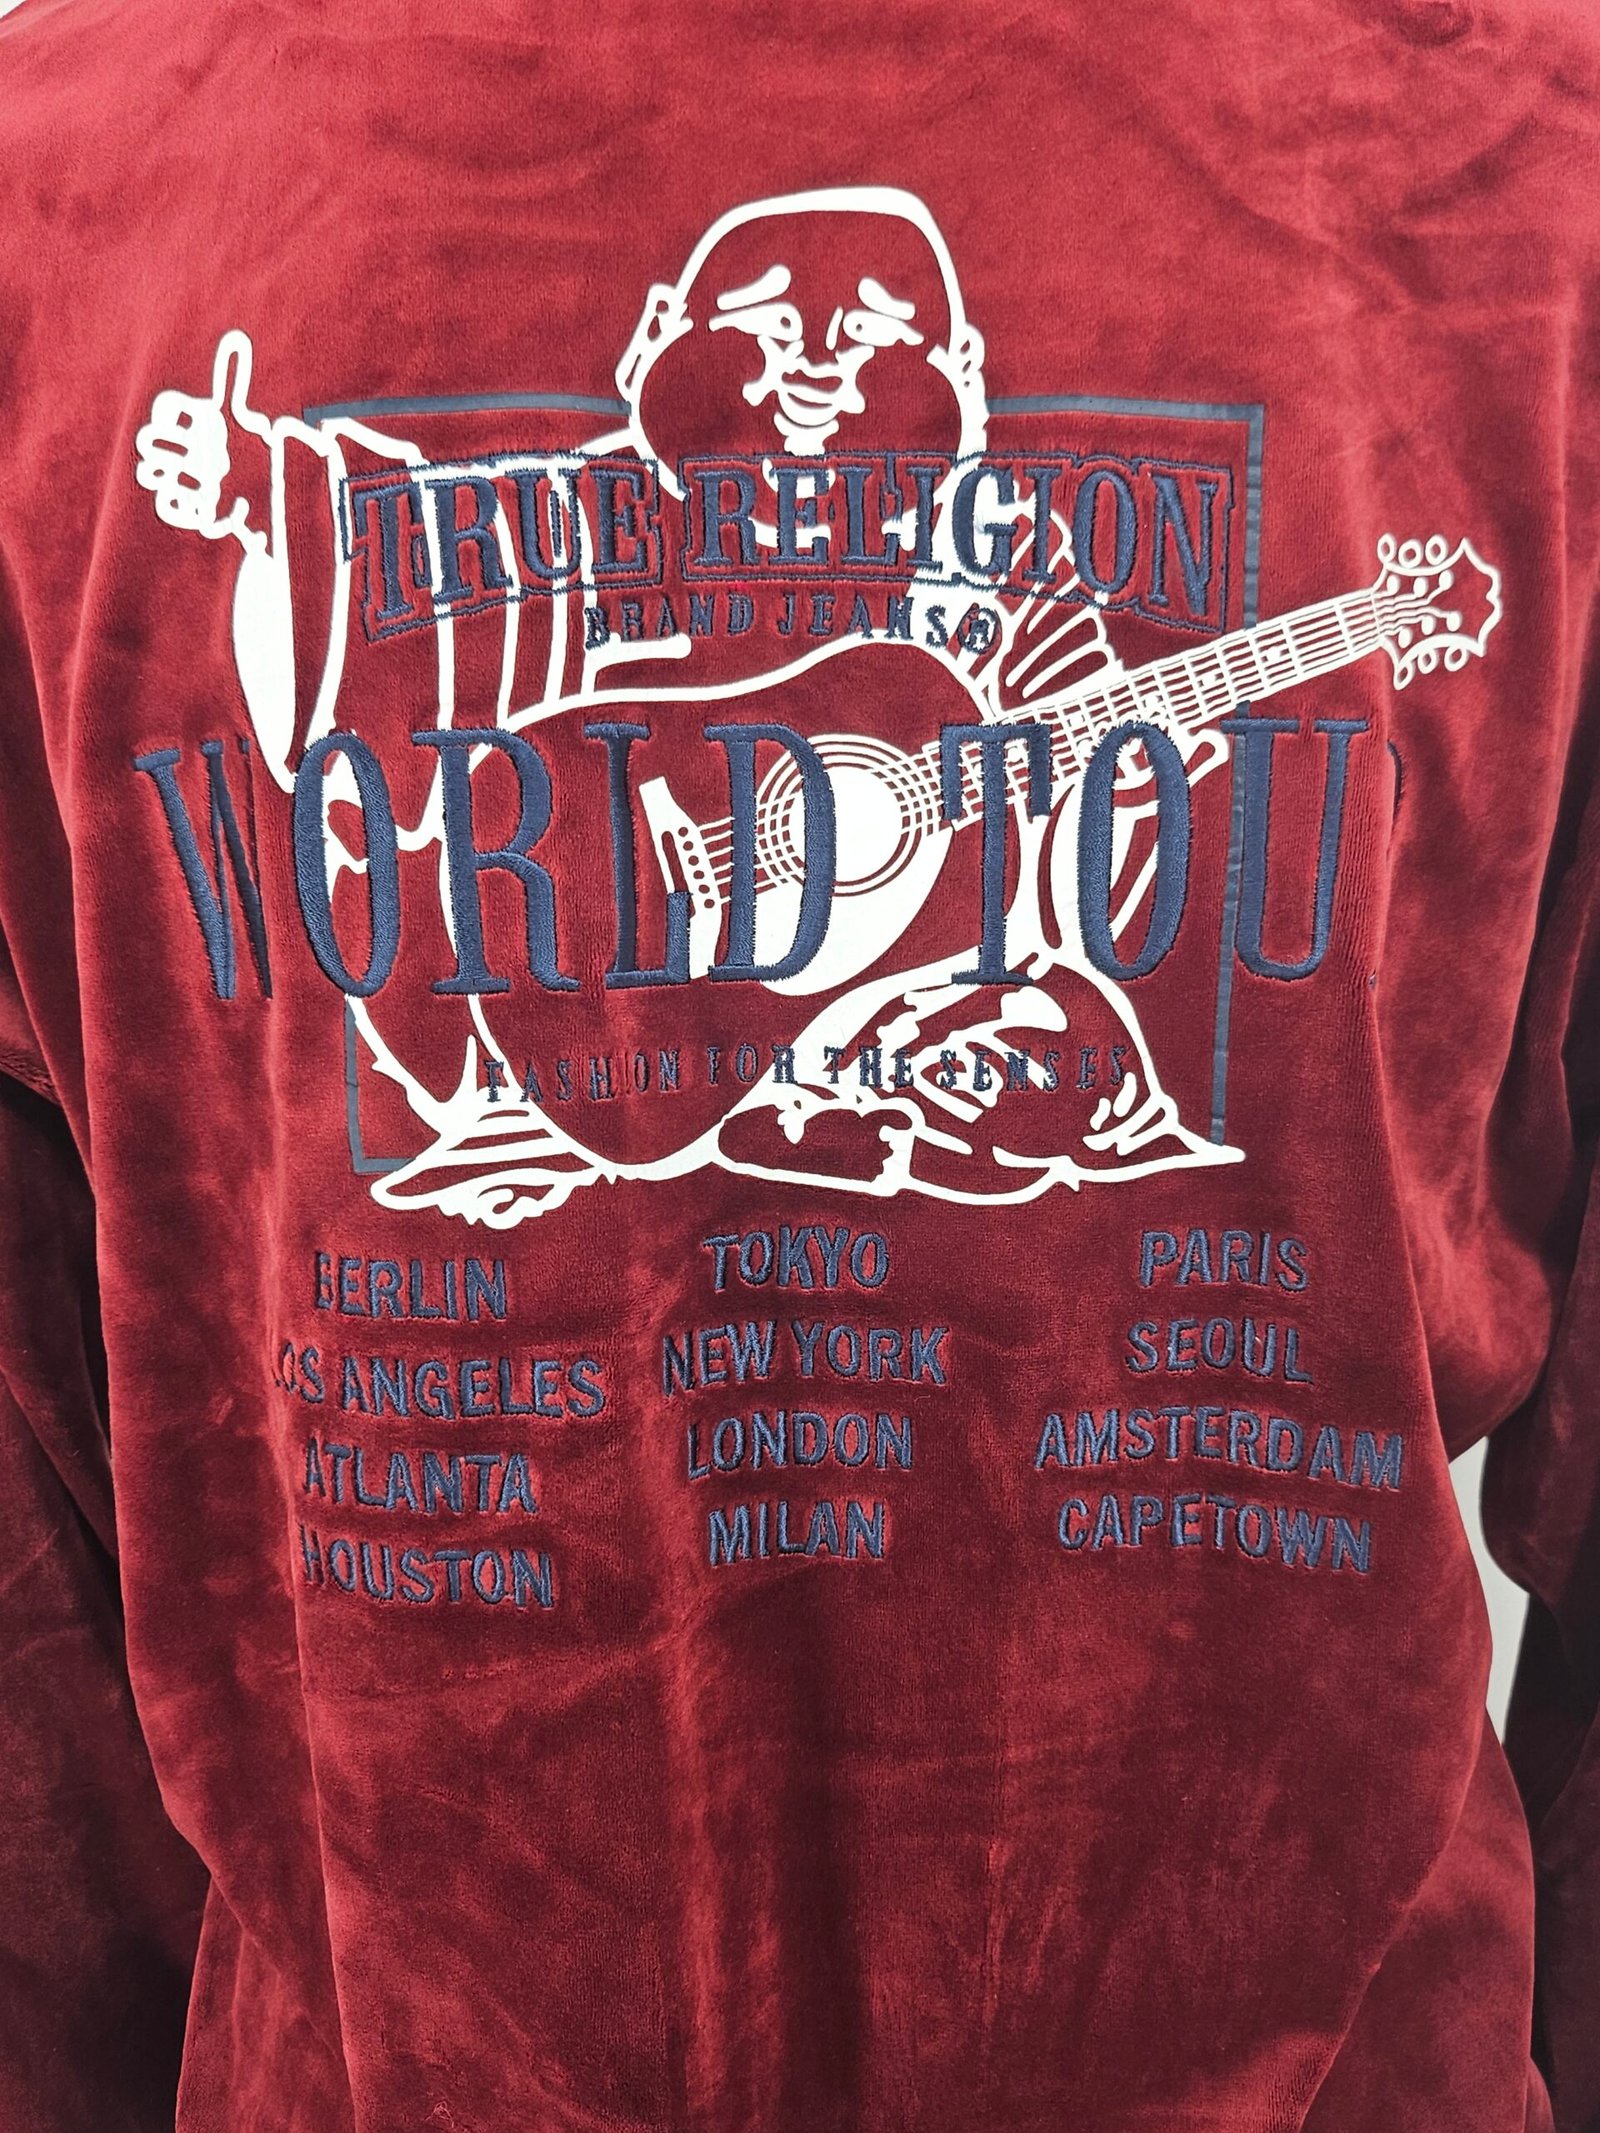 TRUE RELIGION
BRAND JEANS®
WORLD TOU
FASHION FOR THE SENSES
BERLIN TOKYO PARIS
LOS ANGELES NEW YORK SEOUL
ATLANTA LONDON AMSTERDAM
HOUSTON MILAN CAPETOWN